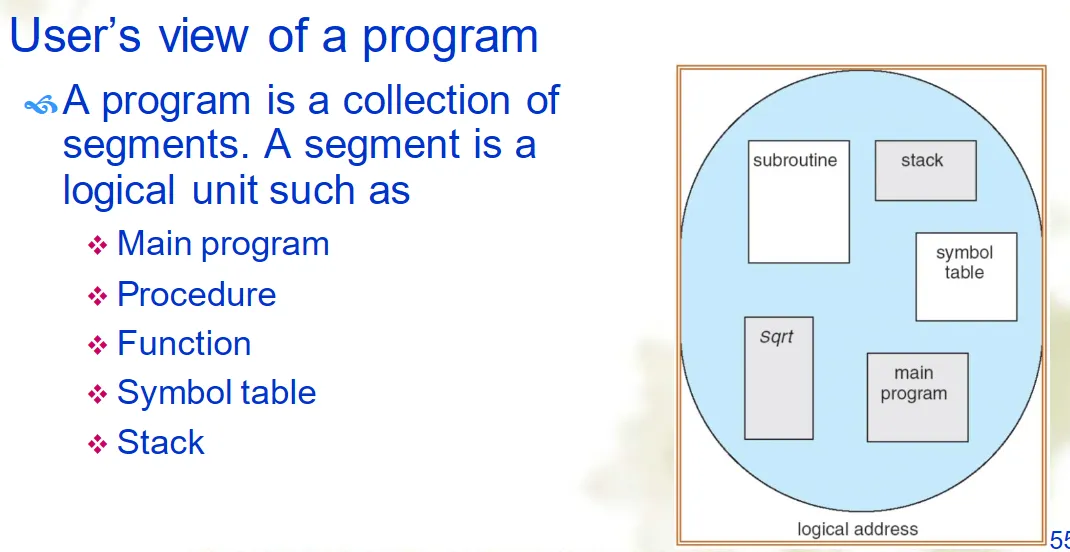 User's view of a program
A program is a collection of
segments. A segment is a
logical unit such as
Main program
Procedure
Function
Symbol table
Stack
subroutine
stack
symbol
table
Sqrt
main
program
logical address
55